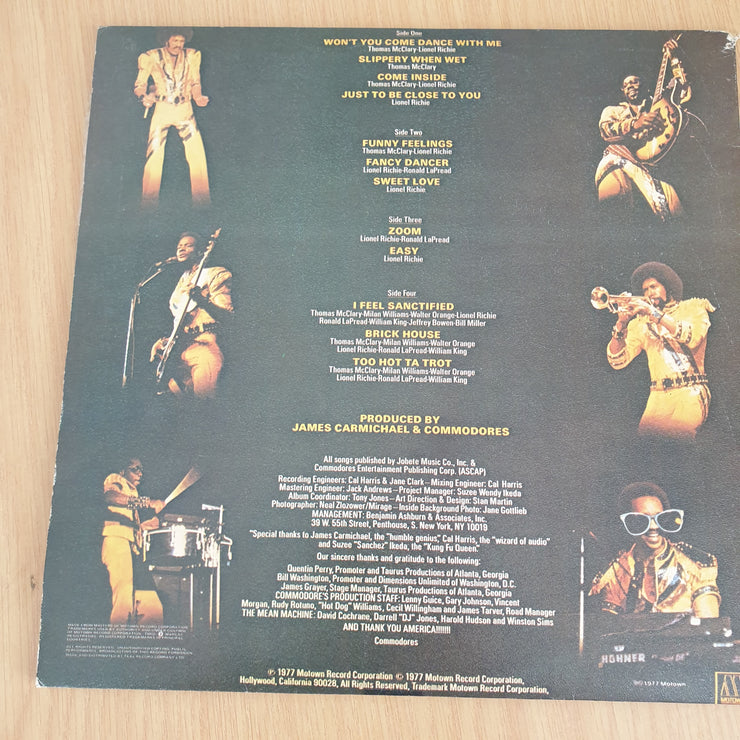 Side One
WON'T YOU COME DANCE WITH ME
Thomas McClary-Lionel Richie
SLIPPERY WHEN WET
Thomas McClary
COME INSIDE
Thomas McClary-Lionel Richie
JUST TO BE CLOSE TO YOU
Lionel Richie
Side Two
FUNNY FEELINGS
Thomas McClary-Lionel Richie
FANCY DANCER
Lionel Richie-Ronald LaPread
SWEET LOVE
Lionel Richie
Side Three
ZOOM
Lionel Richie-Ronald LaPread
EASY
Lionel Richie
Side Four
I FEEL SANCTIFIED
Thomas McClary-Milan Williams-Walter Orange-Lionel Richie
Ronald LaPread-William King-Jeffrey Bowen-Bill Miller
BRICK HOUSE
Thomas McClary-Milan Williams-Walter Orange
Lionel Richie-Ronald LaPread-William King
TOO HOT TA TROT
Thomas McClary-Milan Williams-Walter Orange
Lionel Richie-Ronald LaPread-William King
PRODUCED BY
JAMES CARMICHAEL & COMMODORES
All songs published by Jobete Music Co., Inc. &
Commodores Entertainment Publishing Corp. (ASCAP)
Recording Engineers: Cal Harris & Jane Clark—Mixing Engineer: Cal Harris
Mastering Engineer: Jack Andrews—Project Manager: Suzee Wendy Ikeda
Album Coordinator: Tony Jones—Art Direction & Design: Stan Martin
Photographer: Neal Zlozower/Mirage—Inside Background Photo: Jane Gottlieb
MANAGEMENT: Benjamin Ashburn & Associates, Inc.
39 W. 55th Street, Penthouse, S. New York, NY 10019
"Special thanks to James Carmichael, the "humble genius," Cal Harris, the "wizard of audio"
and Suzee "Sanchez" Ikeda, the "Kung Fu Queen."
Our sincere thanks and gratitude to the following:
Quentin Perry, Promoter and Taurus Productions of Atlanta, Georgia
Bill Washington, Promoter and Dimensions Unlimited of Washington, D.C.
James Grayer, Stage Manager, Taurus Productions of Atlanta, Georgia
COMMODORE'S PRODUCTION STAFF: Lenny Guice, Gary Johnson, Vincent
Morgan, Rudy Rotuno, "Hot Dog" Williams, Cecil Willingham and James Tarver, Road Manager
THE MEAN MACHINE: David Cochrane, Darrell "DJ" Jones, Harold Hudson and Winston Sims
AND THANK YOU AMERICA!!!!!!!
Commodores
HOHNER
℗ 1977 Motown Record Corporation © 1977 Motown Record Corporation,
Hollywood, California 90028, All Rights Reserved, Trademark Motown Record Corporation,
℗© 1977 Motown
M